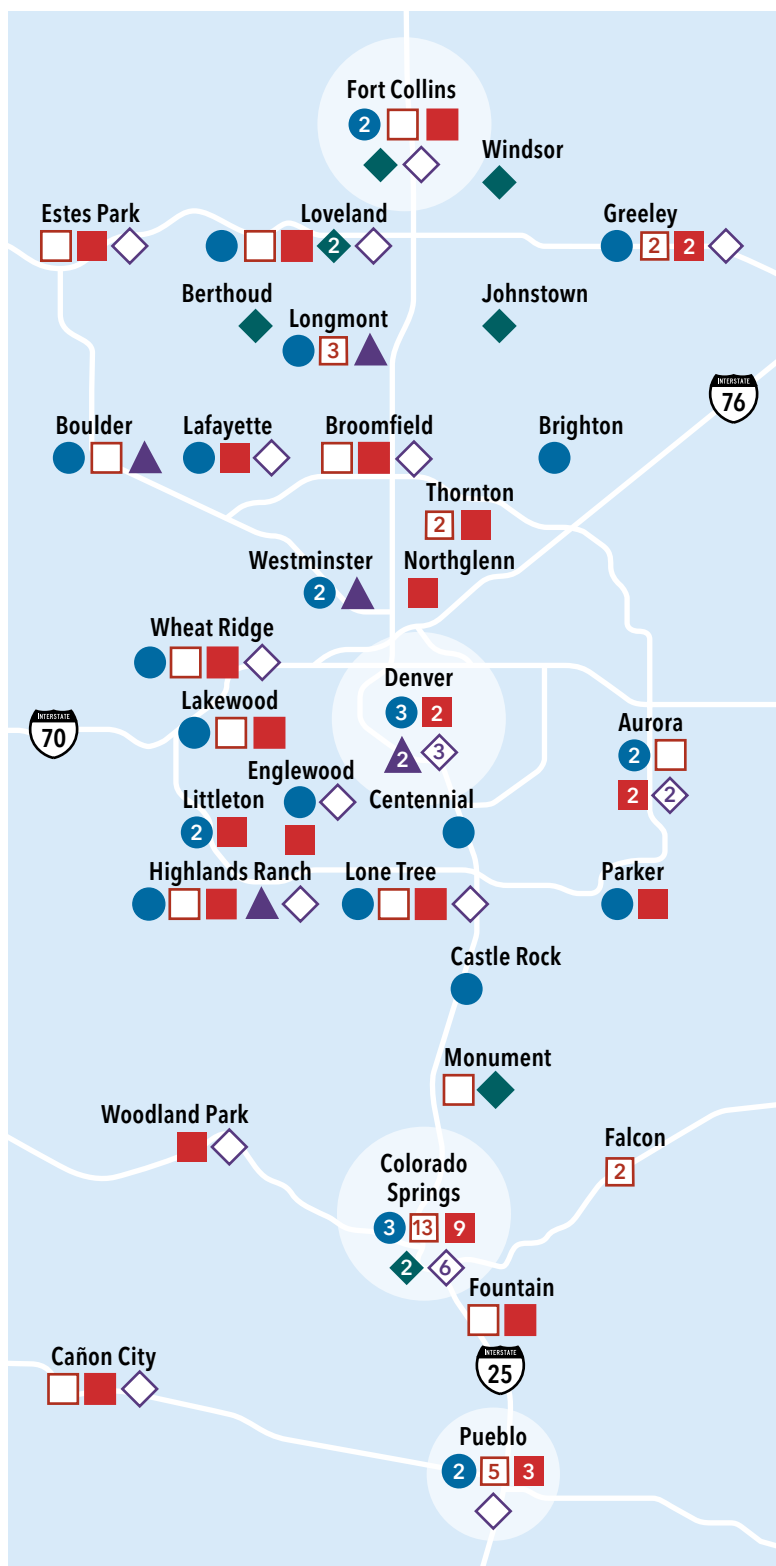 Fort Collins
2
Windsor
Estes Park
Loveland
2
Greeley
2 2
Berthoud
Johnstown
Longmont
3
INTERSTATE
76
Boulder
Lafayette
Broomfield
Brighton
Thornton
2
Westminster
2
Northglenn
Wheat Ridge
Denver
3 2
2 3
Lakewood
INTERSTATE
70
Aurora
2
2 2
Englewood
Littleton
2
Centennial
Highlands Ranch
Lone Tree
Parker
Castle Rock
Monument
Woodland Park
Falcon
2
Colorado
Springs
3 13 9
2 6
Fountain
INTERSTATE
25
Cañon City
Pueblo
2 5 3